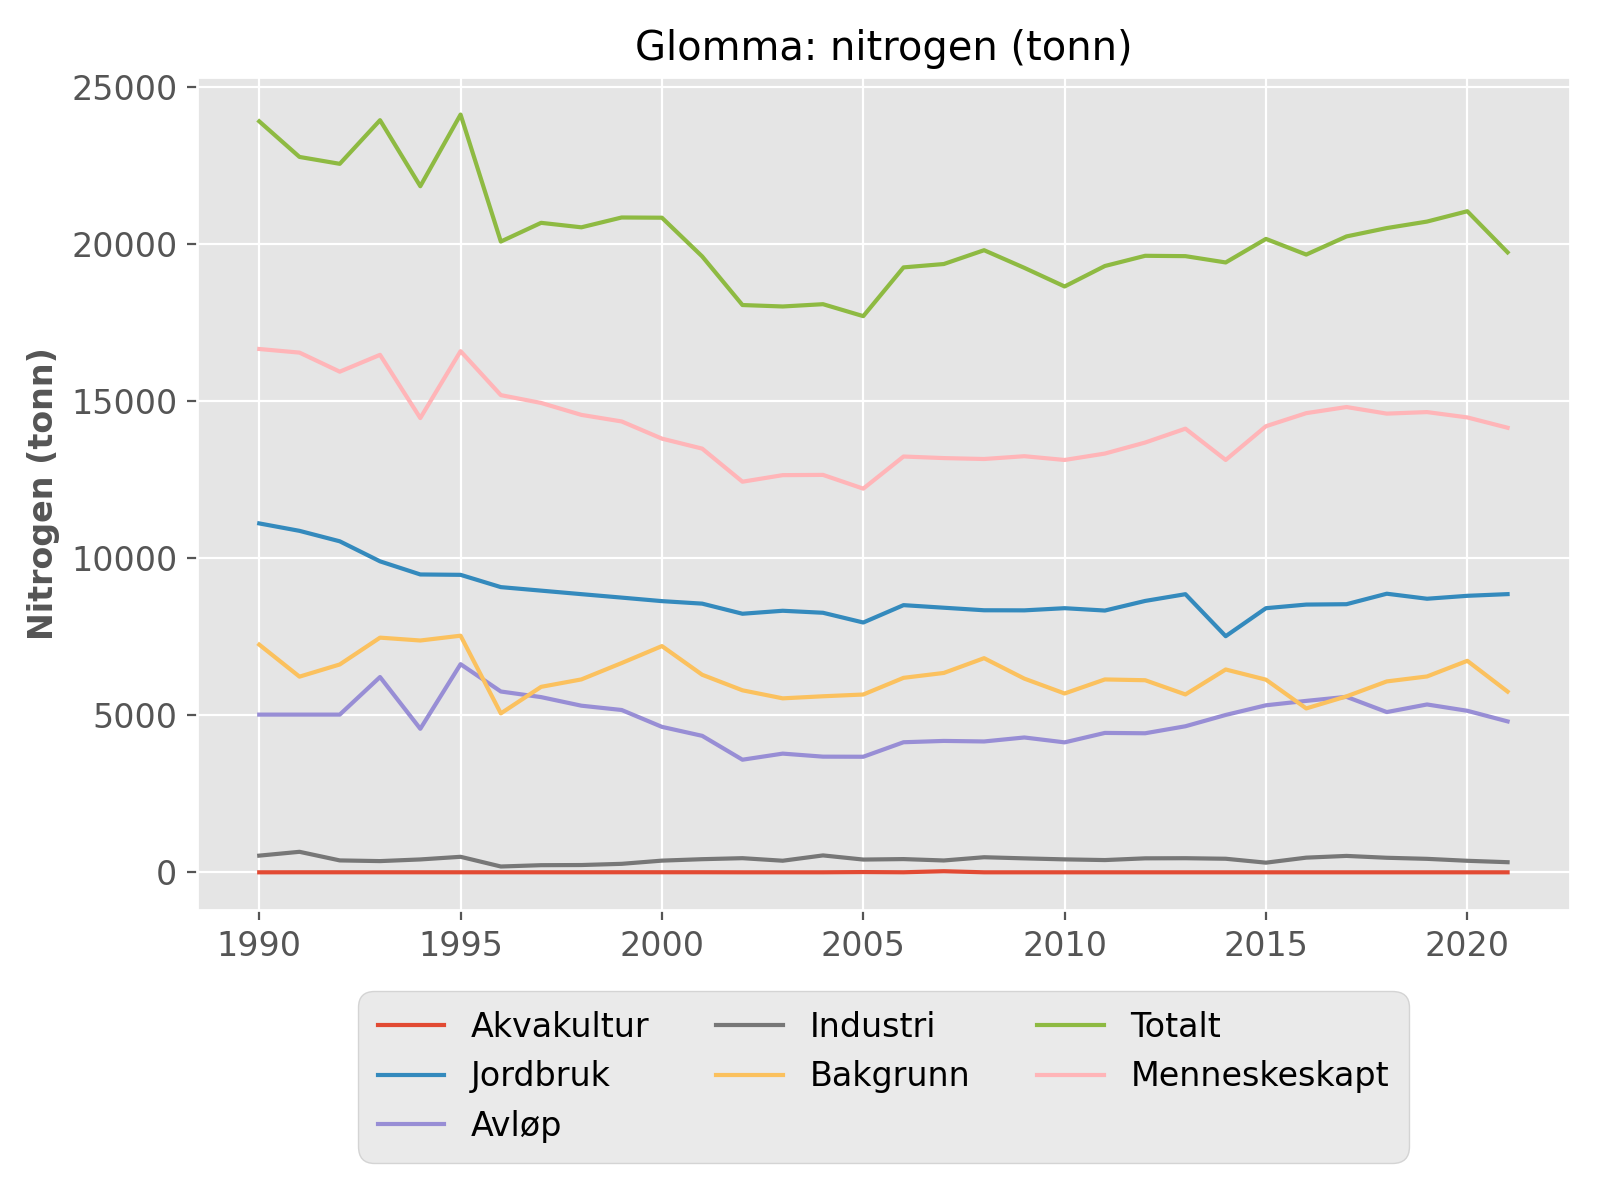 Glomma: nitrogen (tonn)
Nitrogen (tonn)
25000
20000
15000
10000
5000
0
1990 1995 2000 2005 2010 2015 2020
Akvakultur Industri Totalt
Jordbruk Bakgrunn Menneskeskapt
Avløp